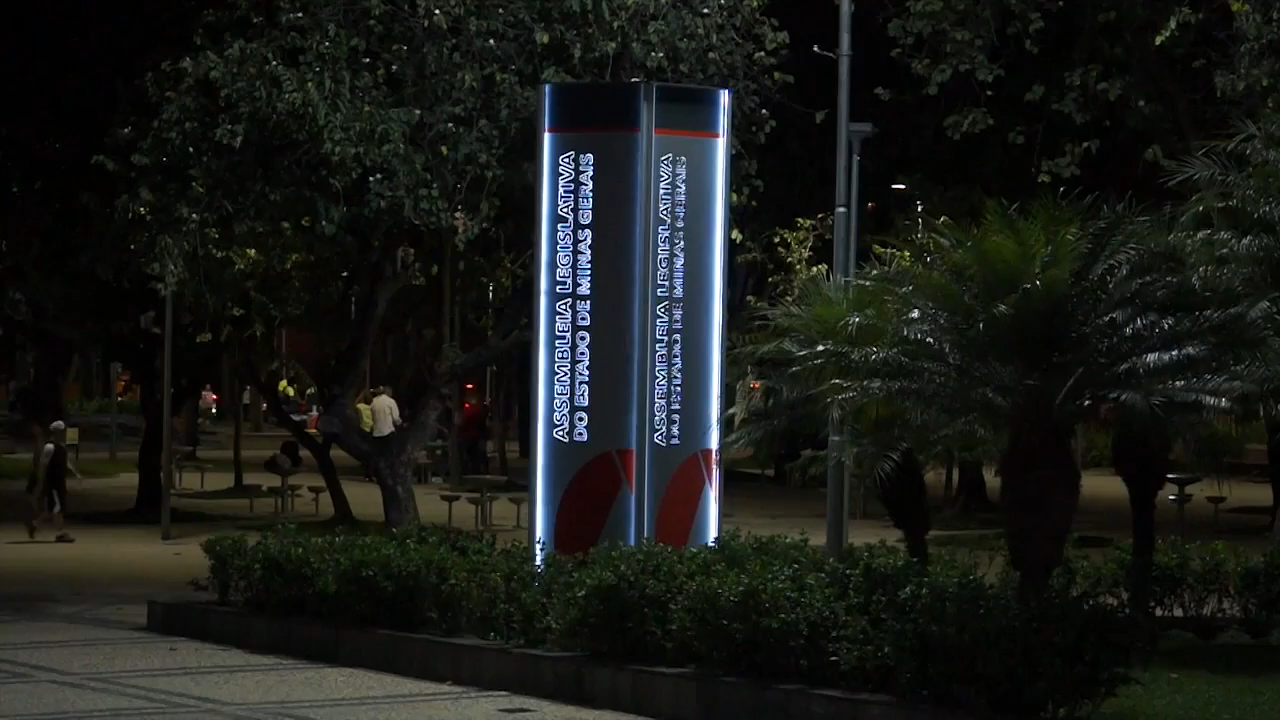 ASSEMBLEIA LEGISLATIVA
DO ESTADO DE MINAS GERAIS
ASSEMBLEIA LEGISLATIVA
DO ESTADO DE MINAS GERAIS